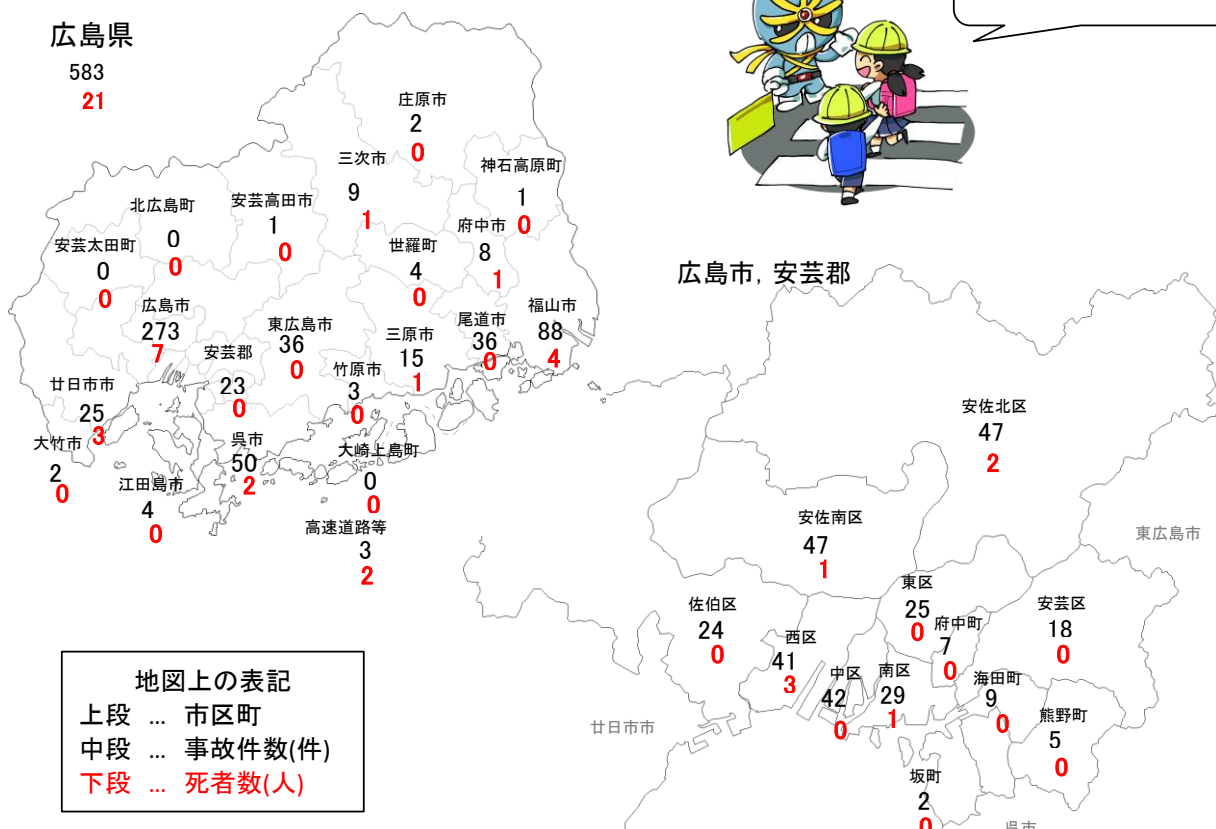 広島県
583
21
庄原市
2
0
三次市
9
1
神石高原町
1
0
北広島町
0
0
安芸高田市
1
0
府中市
8
1
安芸太田町
0
0
世羅町
4
0
広島市
273
7
東広島市
36
0
三原市
15
1
尾道市
36
0
福山市
88
4
安芸郡
23
0
竹原市
3
0
廿日市市
25
3
大竹市
2
0
呉市
50
2
大崎上島町
0
0
江田島市
4
0
高速道路等
3
2
地図上の表記
上段 … 市区町
中段 … 事故件数(件)
下段 … 死者数(人)
広島市, 安芸郡
安佐北区
47
2
安佐南区
47
1
東広島市
東区
25
0
安芸区
18
0
佐伯区
24
0
府中町
7
0
西区
41
3
中区
42
0
南区
29
1
海田町
9
0
熊野町
5
0
廿日市市
坂町
2
0
呉市